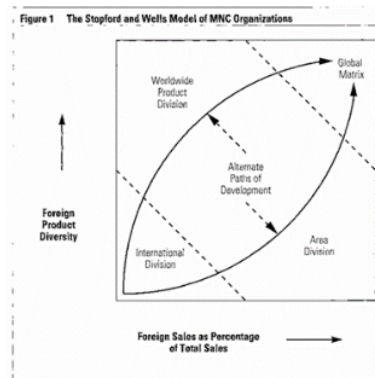 Figure 1 The Stopford and Wells Model of MNC Organizations
Worldwide
Product
Division
Global
Matrix
Alternate
Paths of
Development
Foreign
Product
Diversity
International
Division
Area
Division
Foreign Sales as Percentage
of Total Sales